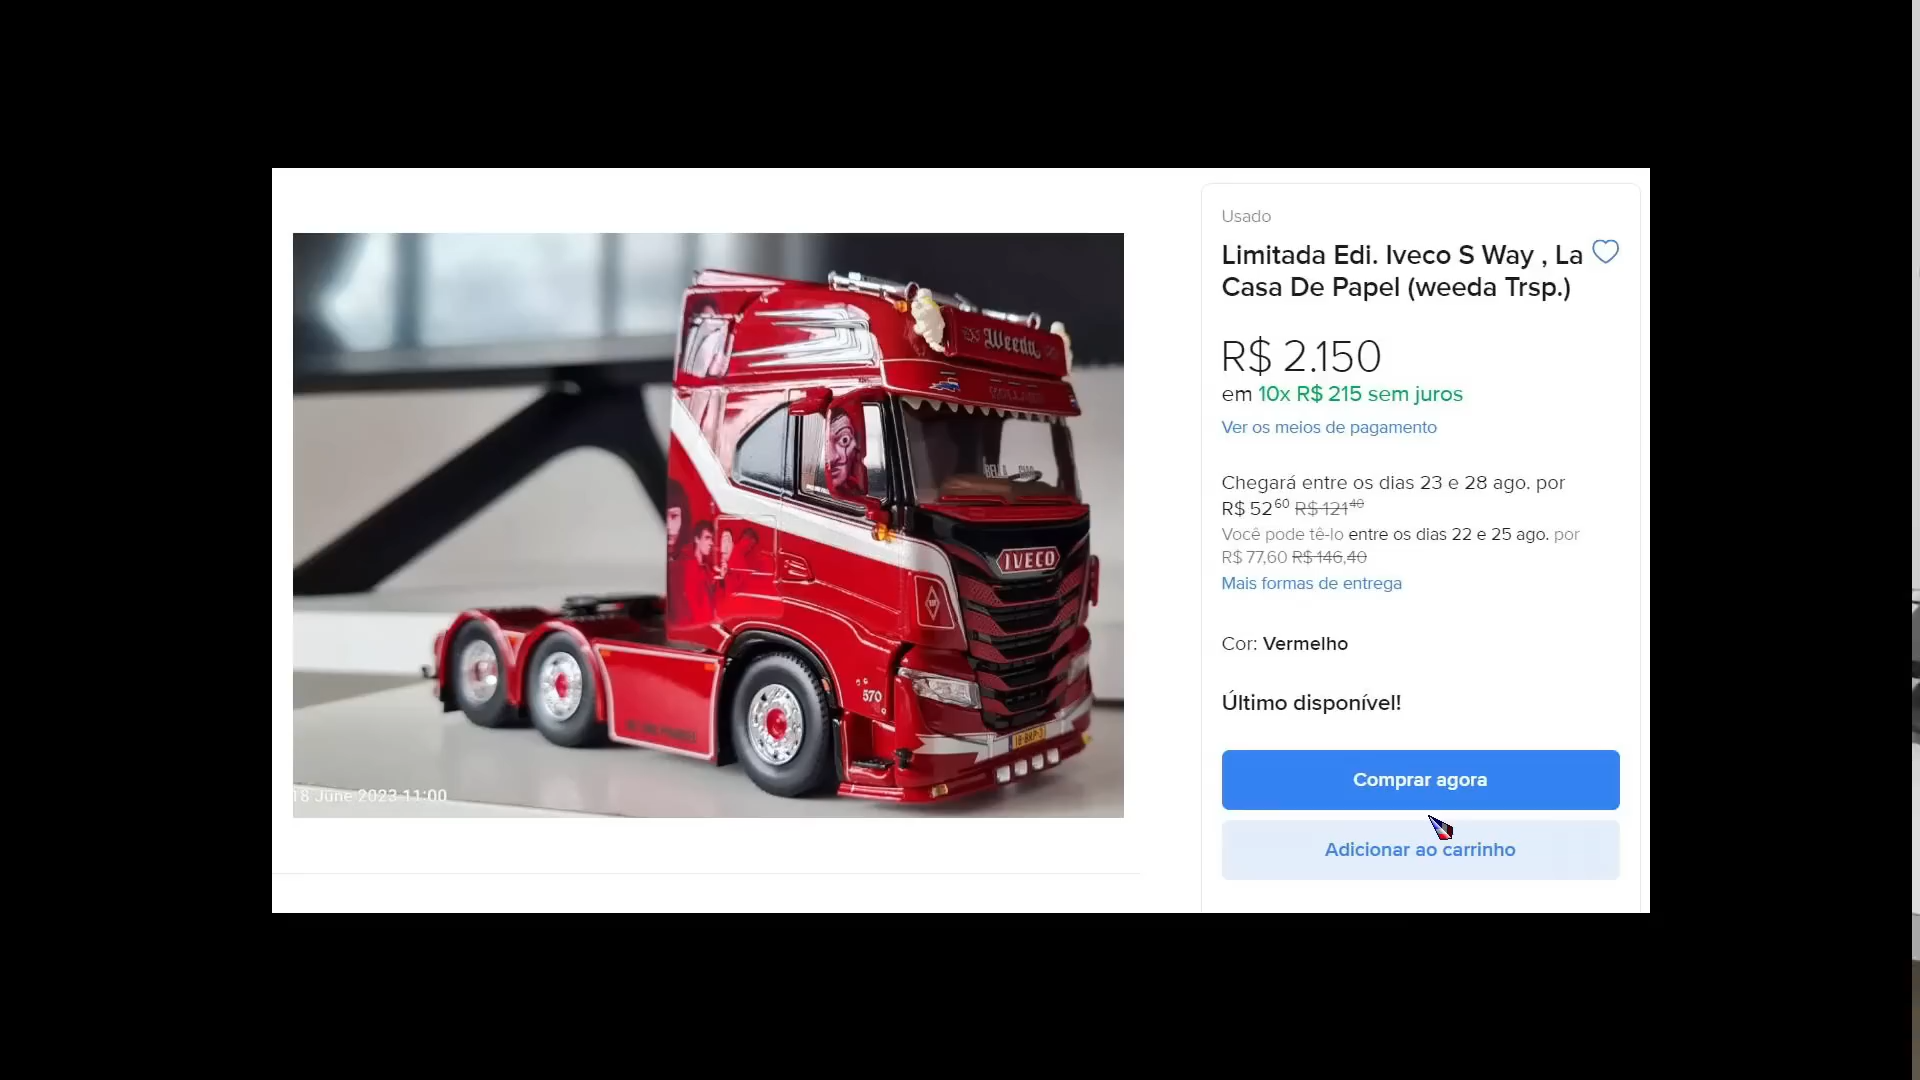 Weeda
IVECO
570
18 June 2023 11:00
Usado
Limitada Edi. Iveco S Way , La
Casa De Papel (weeda Trsp.)
R$ 2.150
em 10x R$ 215 sem juros
Ver os meios de pagamento
Chegará entre os dias 23 e 28 ago. por
R$ 52 60 R$ 121 40
Você pode tê-lo entre os dias 22 e 25 ago. por
R$ 77,60 R$ 146,40
Mais formas de entrega
Cor: Vermelho
Último disponível!
Comprar agora
Adicionar ao carrinho